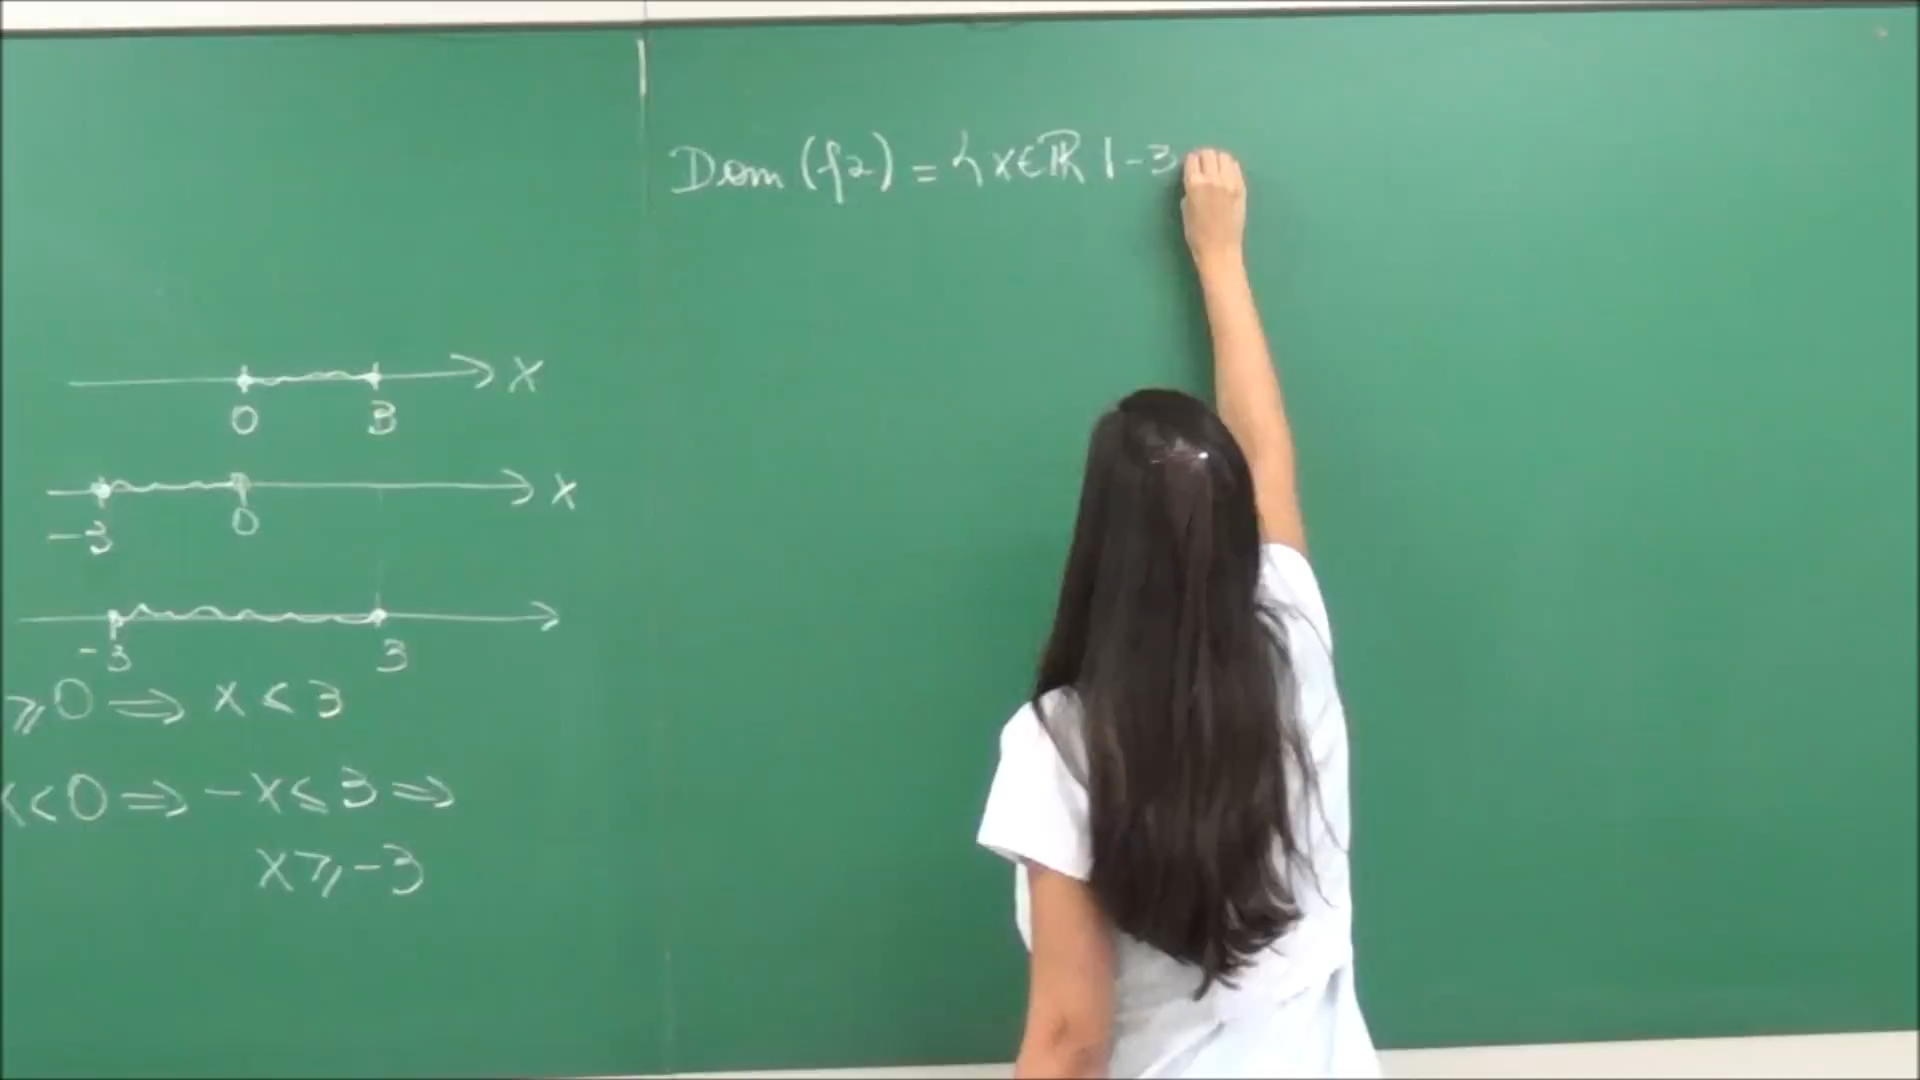 Dom (f2) = { x ∈ ℝ | -3
x
0 3
x
-3 0
-3 3
⩾ 0 ⇒ x < 3
x < 0 ⇒ -x ≤ 3 ⇒
x ⩾ -3